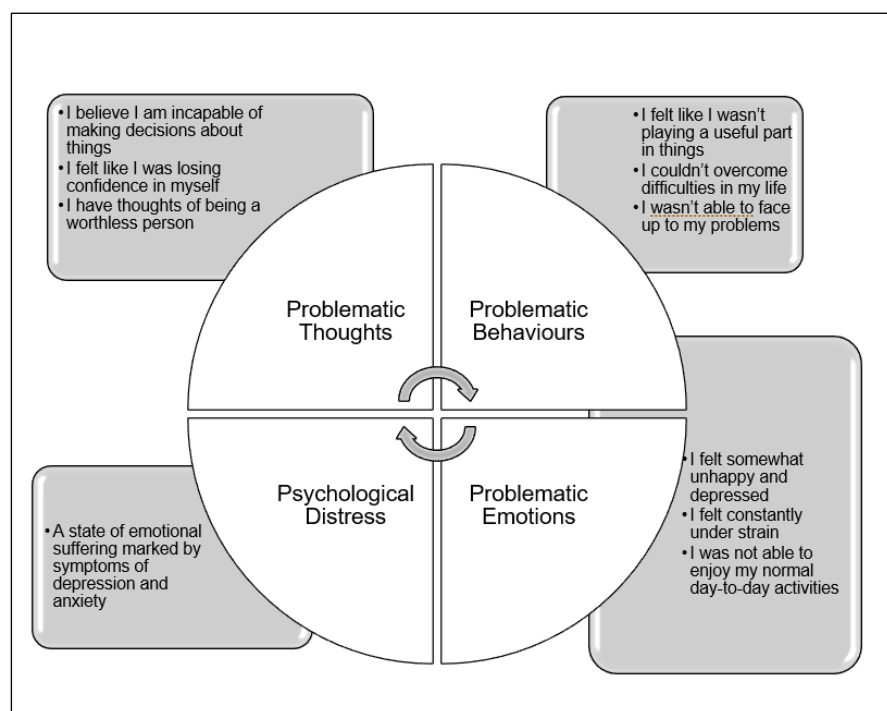 • I believe I am incapable of
making decisions about
things
• I felt like I was losing
confidence in myself
• I have thoughts of being a
worthless person
• I felt like I wasn’t
playing a useful part
in things
• I couldn’t overcome
difficulties in my life
• I wasn’t able to face
up to my problems
Problematic
Thoughts
Problematic
Behaviours
Psychological
Distress
Problematic
Emotions
• A state of emotional
suffering marked by
symptoms of
depression and
anxiety
• I felt somewhat
unhappy and
depressed
• I felt constantly
under strain
• I was not able to
enjoy my normal
day-to-day activities